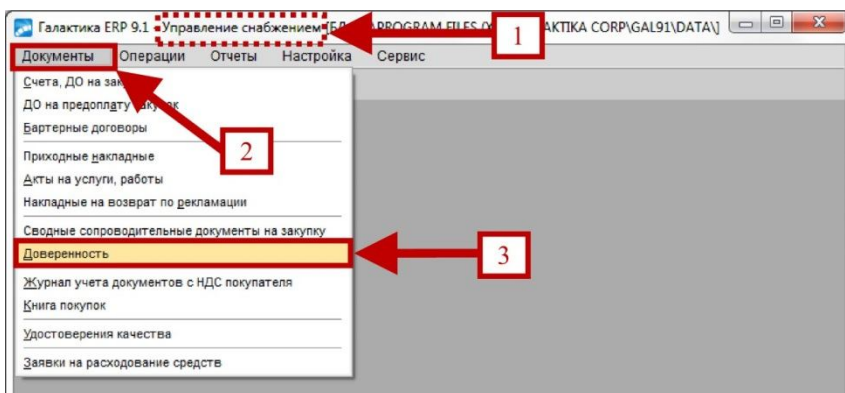 Галактика ERP 9.1 - Управление снабжением [БД PROGRAM FILES AKTIKA CORP\GAL91\DATA\]
1
Документы Операции Отчеты Настройка Сервис
Счета, ДО на зак
ДО на предоплату закупок
Бартерные договоры
2
Приходные накладные
Акты на услуги, работы
Накладные на возврат по рекламации
Сводные сопроводительные документы на закупку
Доверенность
3
Журнал учета документов с НДС покупателя
Книга покупок
Удостоверения качества
Заявки на расходование средств